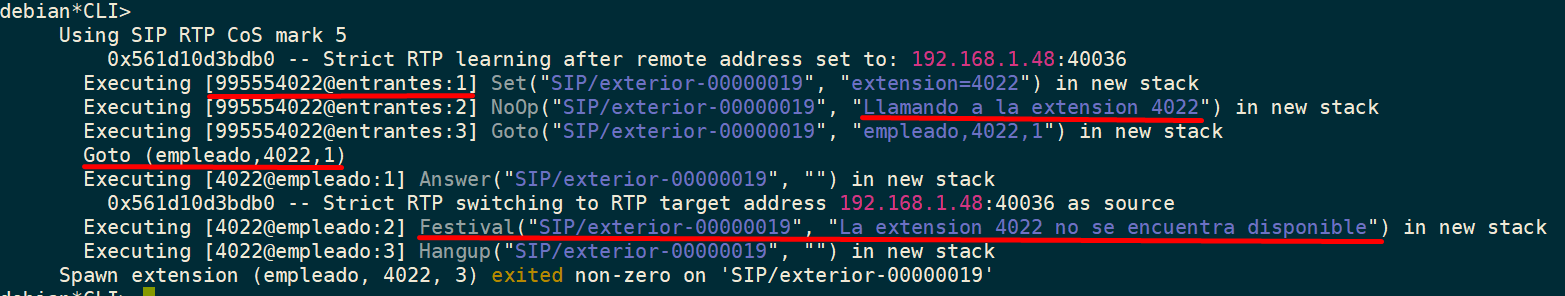 debian*CLI>
Using SIP RTP CoS mark 5
0x561d10d3bdb0 -- Strict RTP learning after remote address set to: 192.168.1.48:40036
Executing [995554022@entrantes:1] Set("SIP/exterior-00000019", "extension=4022") in new stack
Executing [995554022@entrantes:2] NoOp("SIP/exterior-00000019", "Llamando a la extension 4022") in new stack
Executing [995554022@entrantes:3] Goto("SIP/exterior-00000019", "empleado,4022,1") in new stack
Goto (empleado,4022,1)
Executing [4022@empleado:1] Answer("SIP/exterior-00000019", "") in new stack
0x561d10d3bdb0 -- Strict RTP switching to RTP target address 192.168.1.48:40036 as source
Executing [4022@empleado:2] Festival("SIP/exterior-00000019", "La extension 4022 no se encuentra disponible") in new stack
Executing [4022@empleado:3] Hangup("SIP/exterior-00000019", "") in new stack
Spawn extension (empleado, 4022, 3) exited non-zero on 'SIP/exterior-00000019'
debian*CLI>